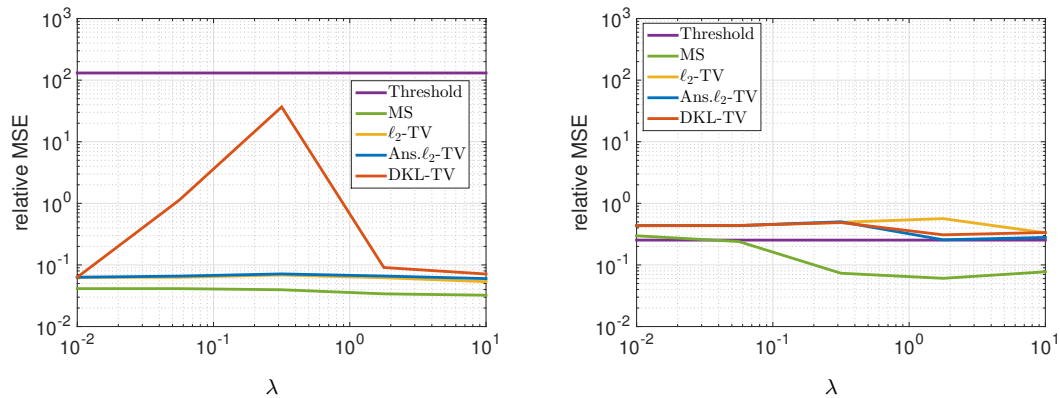 relative MSE
10^3
10^2
10^1
10^0
10^-1
10^-2
10^-2
10^-1
10^0
10^1
λ
Threshold
MS
ℓ₂-TV
Ans.ℓ₂-TV
DKL-TV
relative MSE
10^3
10^2
10^1
10^0
10^-1
10^-2
10^-2
10^-1
10^0
10^1
λ
Threshold
MS
ℓ₂-TV
Ans.ℓ₂-TV
DKL-TV